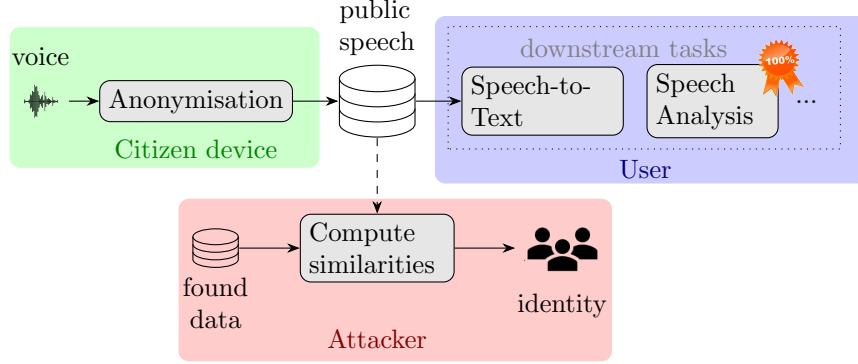 public
speech
voice
Anonymisation
Citizen device
downstream tasks
100%
Speech-to-
Text
Speech
Analysis
...
User
found
data
Compute
similarities
identity
Attacker